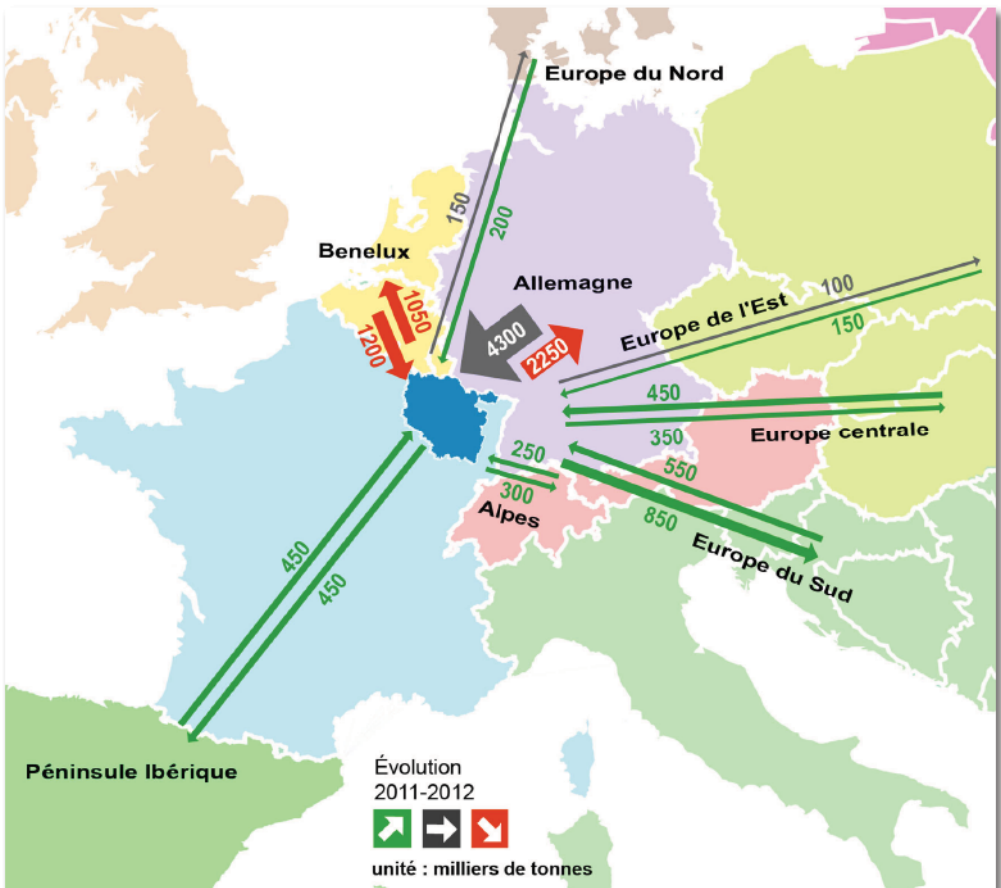 Europe du Nord
150
200
Benelux
1050
1200
Allemagne
4300
2250
Europe de l'Est
100
150
450
350
Europe centrale
250
300
Alpes
550
850
Europe du Sud
450
450
Péninsule Ibérique
Évolution
2011-2012
unité : milliers de tonnes